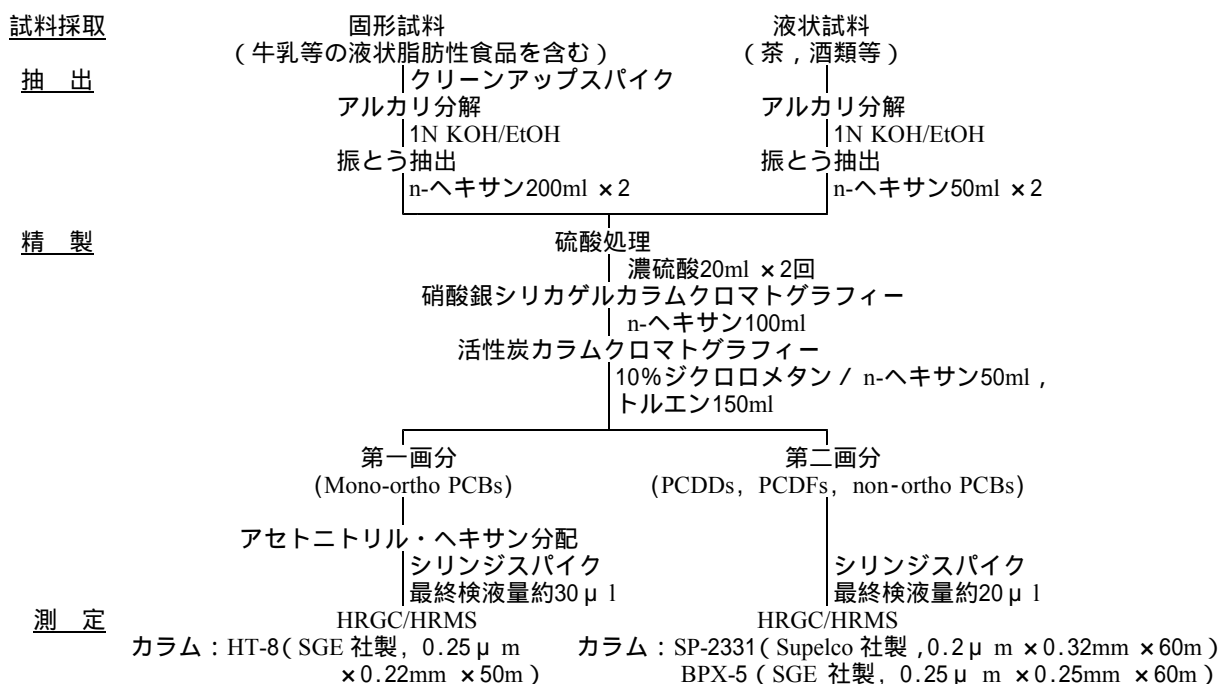 試料採取 固形試料 液状試料
(牛乳等の液状脂肪性食品を含む) (茶,酒類等)
抽 出 クリーンアップスパイク
アルカリ分解 アルカリ分解
1N KOH/EtOH 1N KOH/EtOH
振とう抽出 振とう抽出
n-ヘキサン200ml ×2 n-ヘキサン50ml ×2
精 製 硫酸処理
濃硫酸20ml ×2回
硝酸銀シリカゲルカラムクロマトグラフィー
n-ヘキサン100ml
活性炭カラムクロマトグラフィー
10%ジクロロメタン / n-ヘキサン50ml,
トルエン150ml
第一画分 第二画分
(Mono-ortho PCBs) (PCDDs, PCDFs, non-ortho PCBs)
アセトニトリル・ヘキサン分配
シリンジスパイク シリンジスパイク
最終検液量約30μl 最終検液量約20μl
測 定 HRGC/HRMS HRGC/HRMS
カラム:HT-8(SGE 社製, 0.25μm カラム:SP-2331(Supelco 社製,0.2μm ×0.32mm ×60m)
×0.22mm ×50m) BPX-5(SGE 社製, 0.25μm ×0.25mm ×60m)